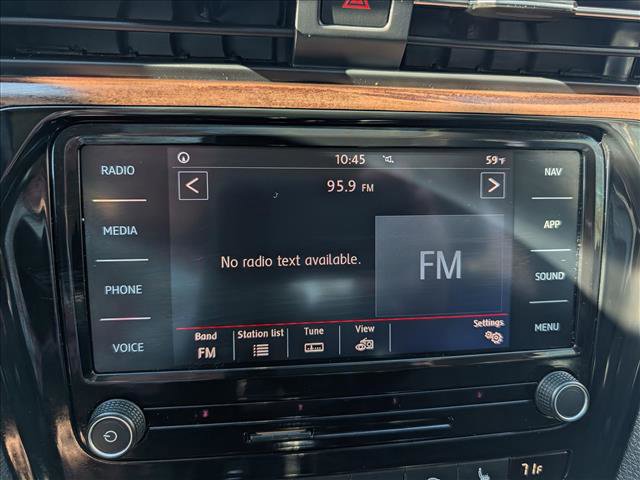 10:45 59°F
RADIO
95.9 FM
NAV
MEDIA
APP
No radio text available.
FM
PHONE
SOUND
VOICE
Band
FM
Station list
Tune
View
Settings
MENU